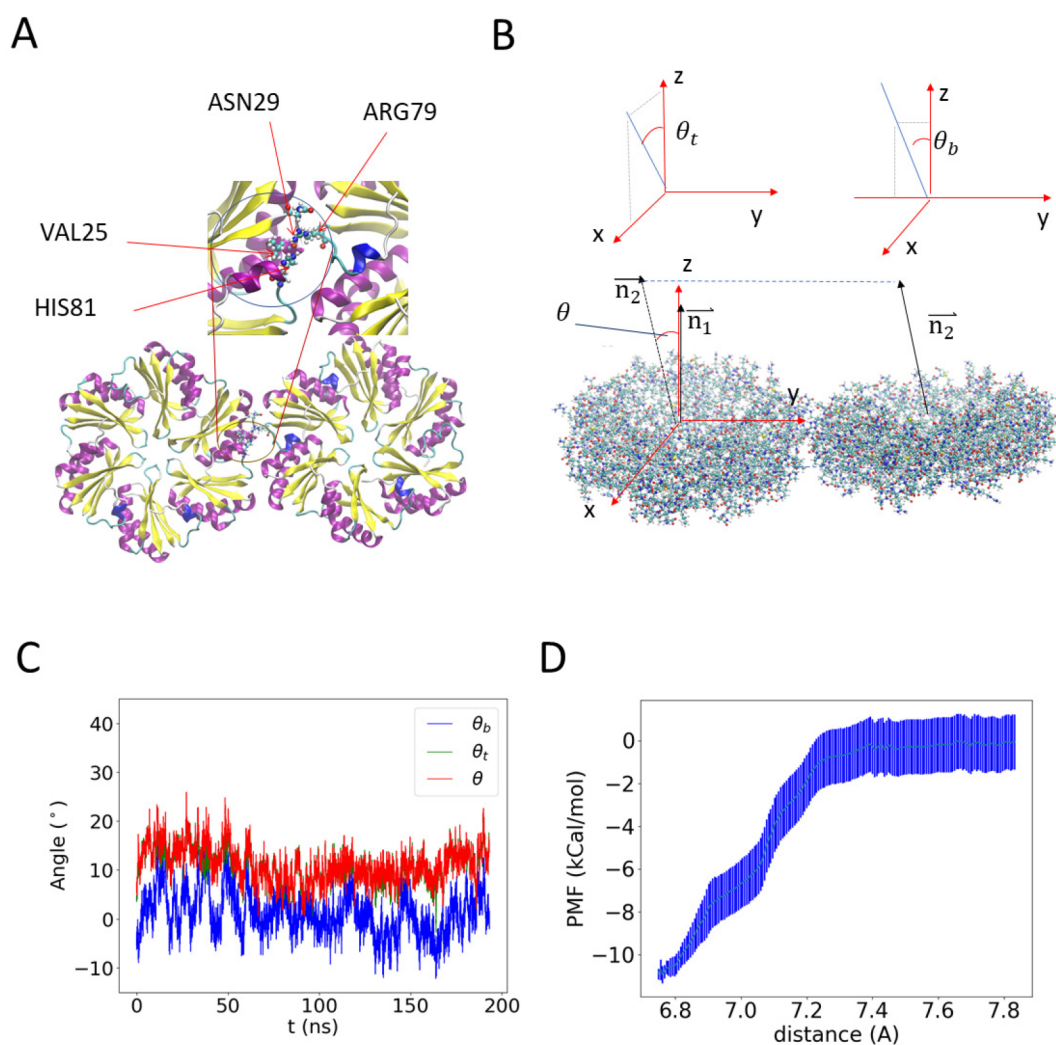 A
ASN29
ARG79
VAL25
HIS81
B
z
θt
y
x
z
θb
y
x
n2
z
n1
θ
n2
y
x
C
40
30
20
10
0
−10
Angle (°)
θb
θt
θ
0 50 100 150 200
t (ns)
D
0
−2
−4
−6
−8
−10
PMF (kCal/mol)
6.8 7.0 7.2 7.4 7.6 7.8
distance (A)